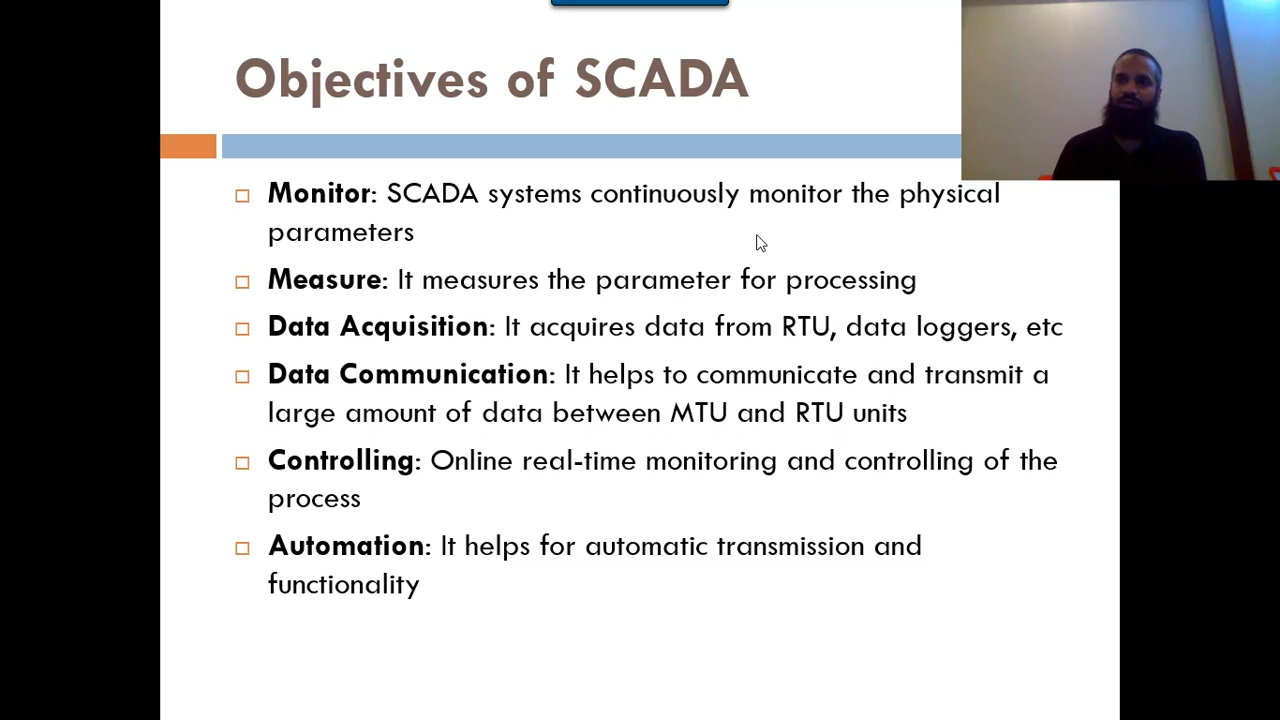 Objectives of SCADA
Monitor: SCADA systems continuously monitor the physical
parameters
Measure: It measures the parameter for processing
Data Acquisition: It acquires data from RTU, data loggers, etc
Data Communication: It helps to communicate and transmit a
large amount of data between MTU and RTU units
Controlling: Online real-time monitoring and controlling of the
process
Automation: It helps for automatic transmission and
functionality